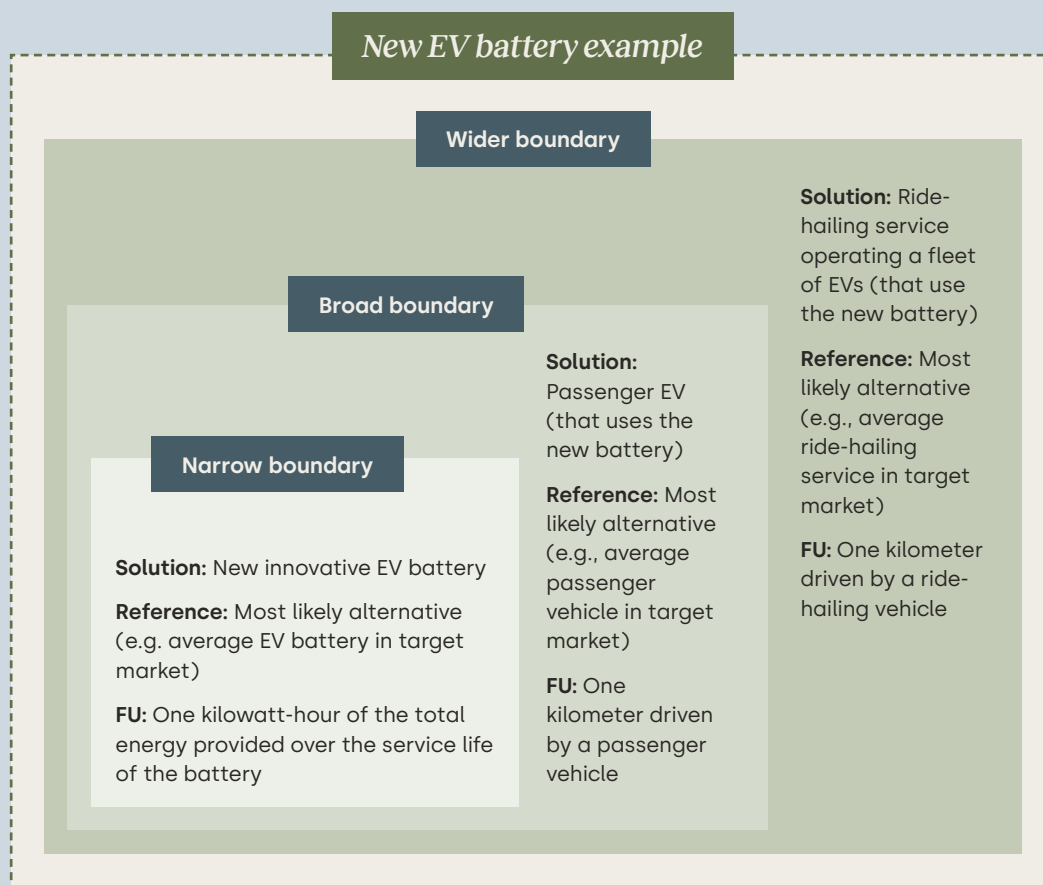 New EV battery example
Wider boundary
Solution: Ride-
hailing service
operating a fleet
of EVs (that use
the new battery)
Reference: Most
likely alternative
(e.g., average
ride-hailing
service in target
market)
FU: One kilometer
driven by a ride-
hailing vehicle
Broad boundary
Solution:
Passenger EV
(that uses the
new battery)
Reference: Most
likely alternative
(e.g., average
passenger
vehicle in target
market)
FU: One
kilometer driven
by a passenger
vehicle
Narrow boundary
Solution: New innovative EV battery
Reference: Most likely alternative
(e.g. average EV battery in target
market)
FU: One kilowatt-hour of the total
energy provided over the service life
of the battery